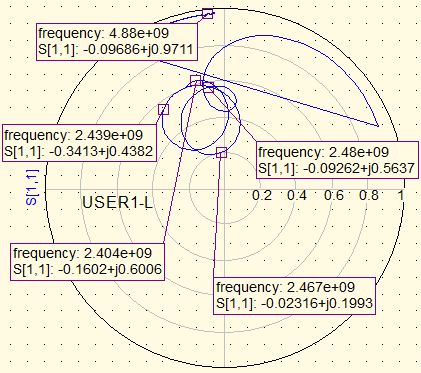 frequency: 4.88e+09
S[1,1]: -0.09686+j0.9711
frequency: 2.439e+09
S[1,1]: -0.3413+j0.4382
frequency: 2.48e+09
S[1,1]: -0.09262+j0.5637
S[1,1]
USER1-L
0.2 0.4 0.6 0.8 1
frequency: 2.404e+09
S[1,1]: -0.1602+j0.6006
frequency: 2.467e+09
S[1,1]: -0.02316+j0.1993